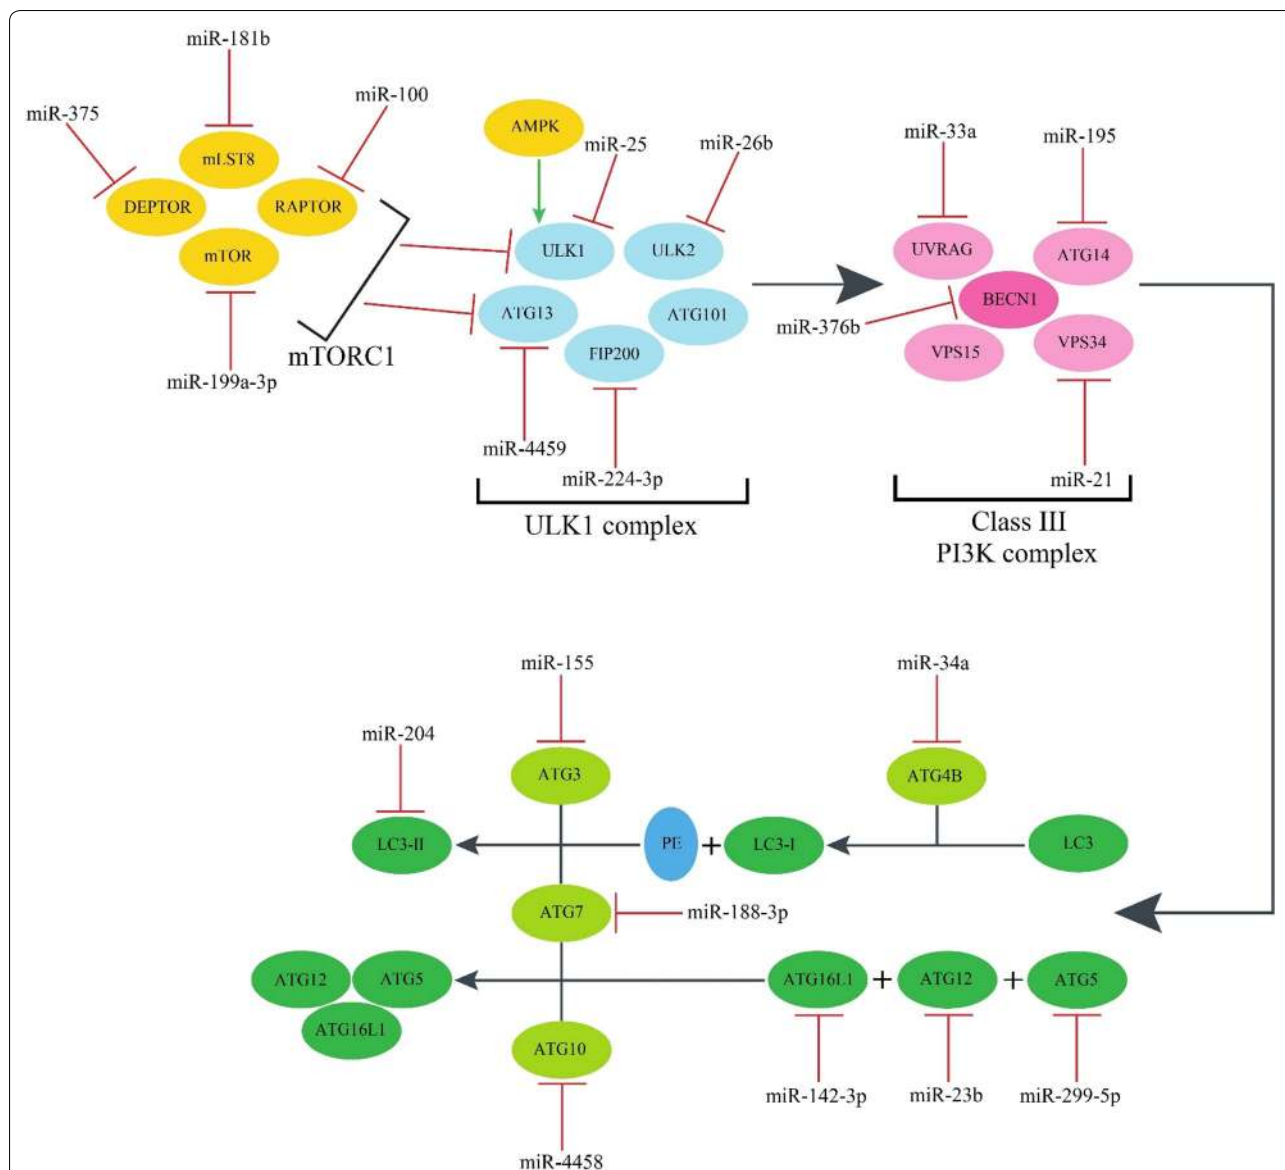 miR-181b
miR-375
miR-100
mLST8
DEPTOR
RAPTOR
mTOR
miR-199a-3p
mTORC1
AMPK
miR-25
miR-26b
ULK1
ULK2
ATG13
ATG101
FIP200
miR-4459
miR-224-3p
ULK1 complex
miR-33a
miR-195
UVRAG
ATG14
BECN1
miR-376b
VPS15
VPS34
miR-21
Class III
PI3K complex
miR-155
miR-34a
miR-204
ATG3
ATG4B
LC3-II
PE
+
LC3-I
LC3
ATG7
miR-188-3p
ATG12
ATG5
ATG16L1
ATG16L1
+
ATG12
+
ATG5
ATG10
miR-142-3p
miR-23b
miR-299-5p
miR-4458